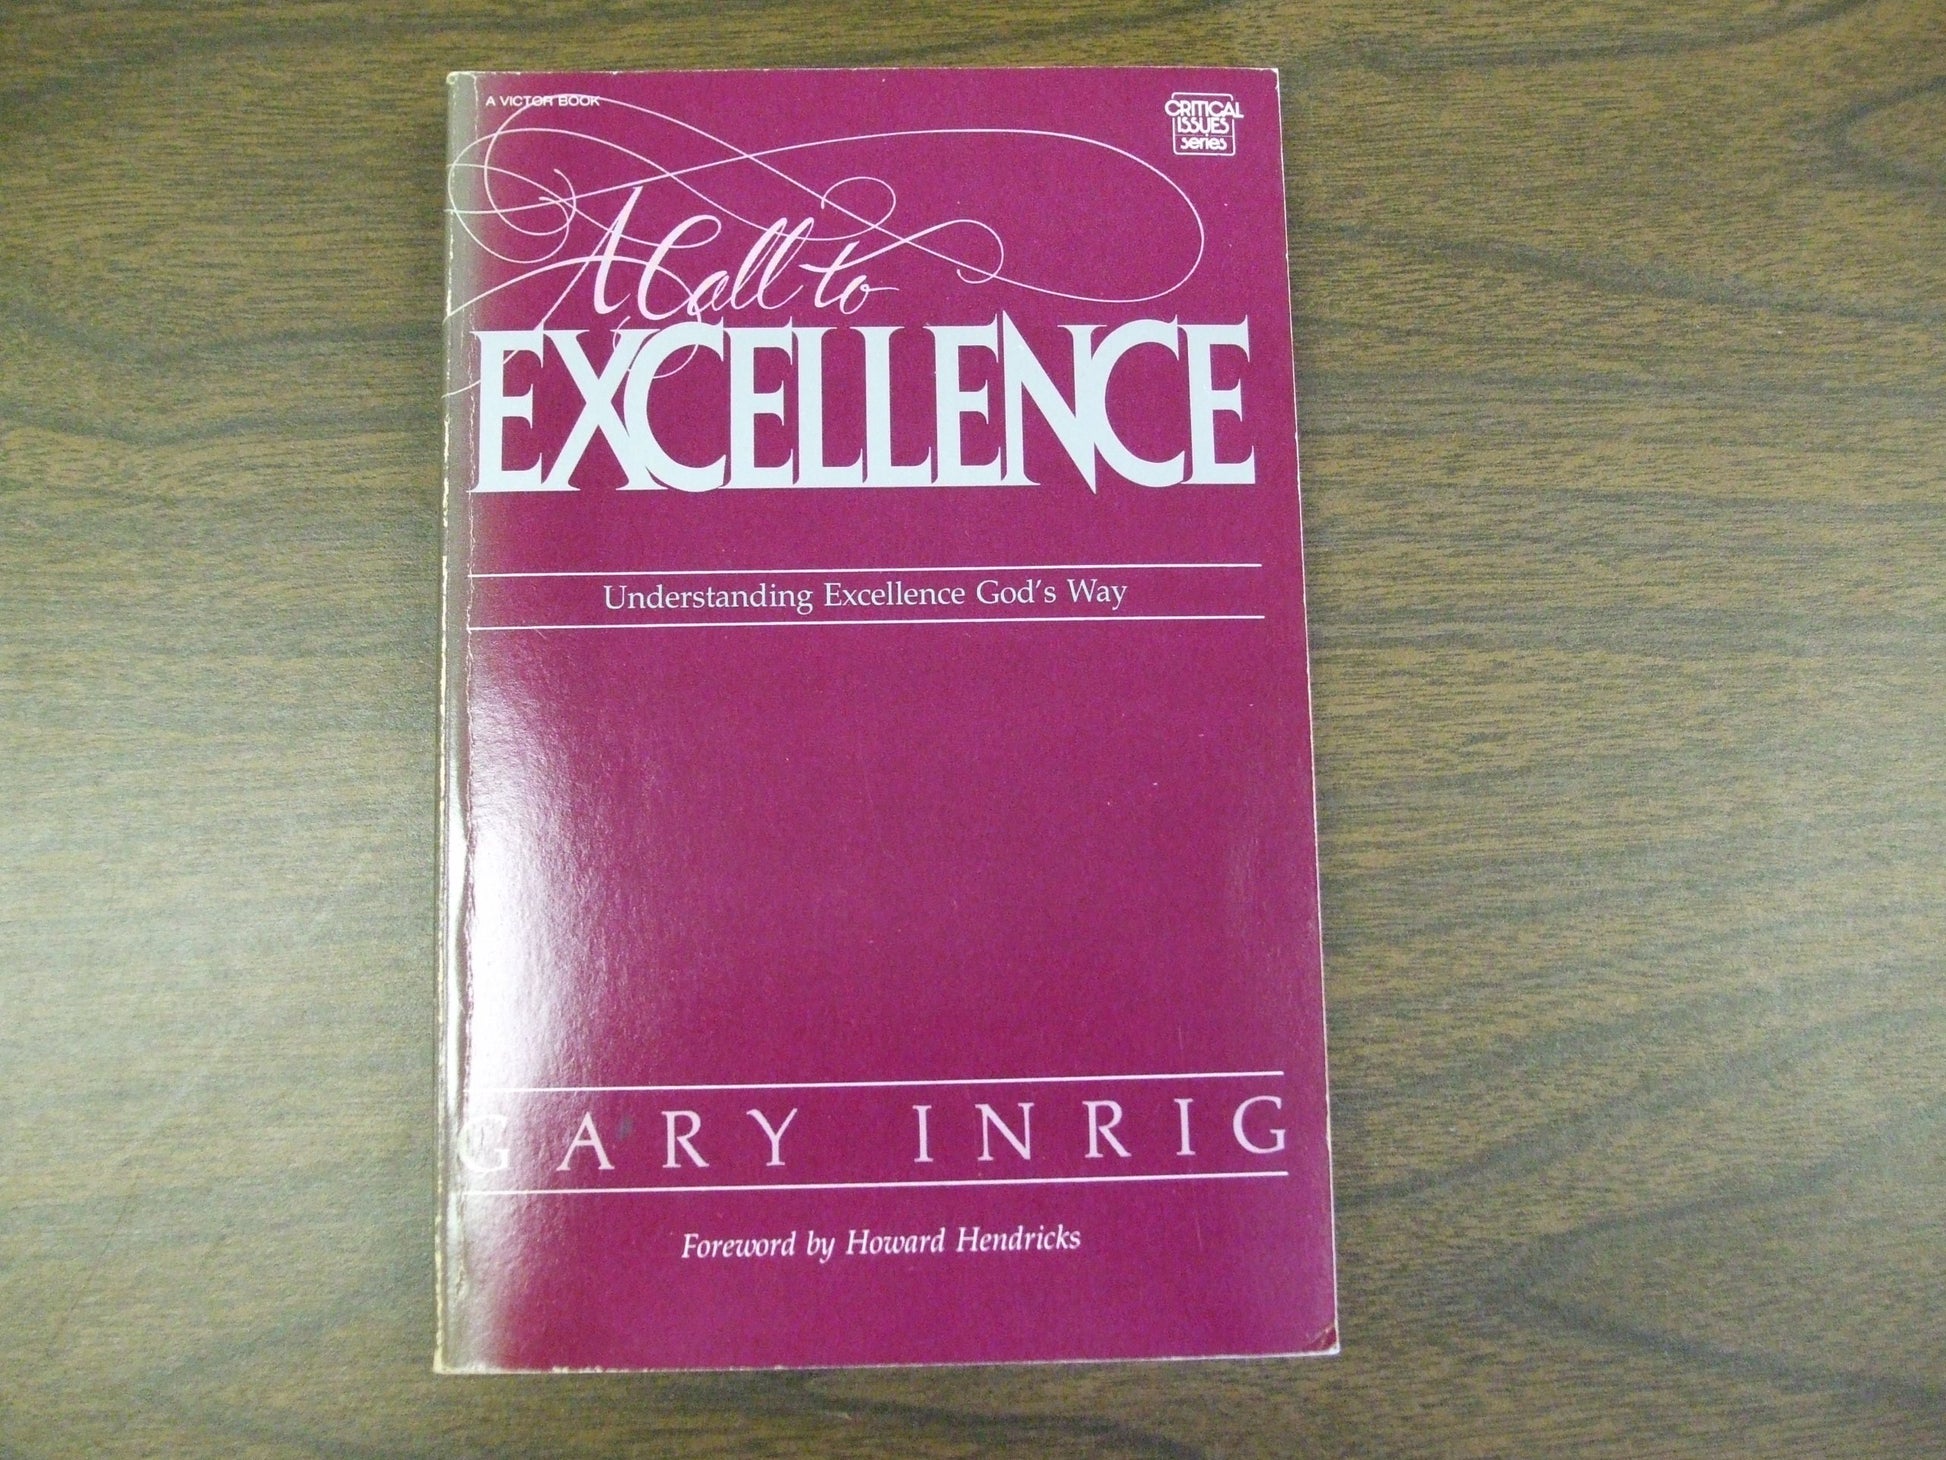 A VICTOR BOOK
CRITICAL
ISSUES
series
A Call to
EXCELLENCE
Understanding Excellence God's Way
GARY INRIG
Foreword by Howard Hendricks